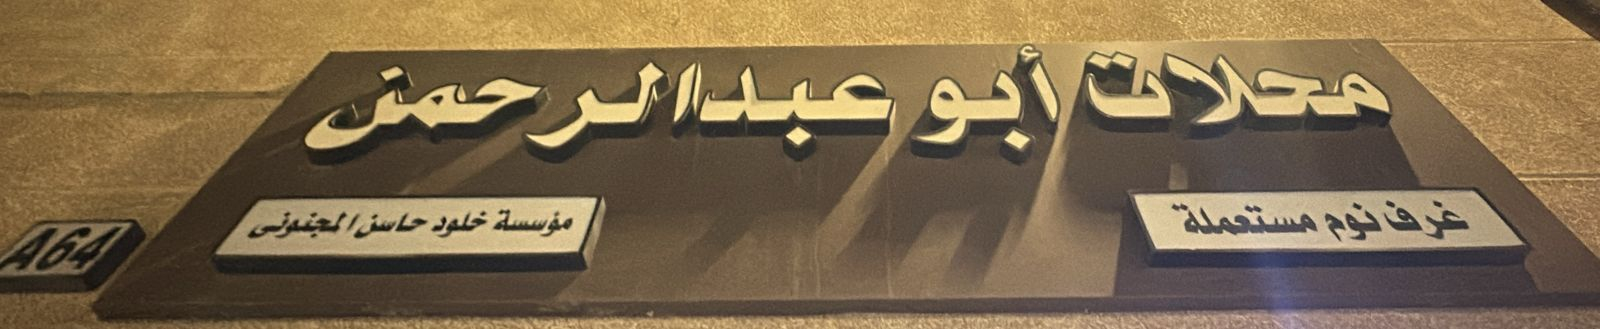 محلات أبو عبدالرحمن
غرف نوم مستعملة
مؤسسة خلود حاسن المجنونى
A64